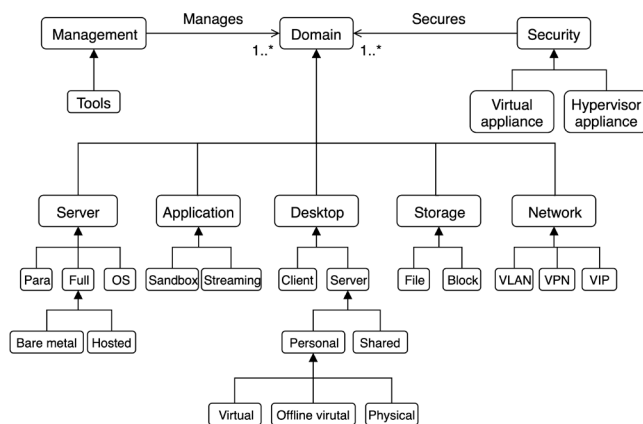 Manages
Secures
Management
Domain
Security
1..*
1..*
Tools
Virtual
appliance
Hypervisor
appliance
Server
Application
Desktop
Storage
Network
Para
Full
OS
Sandbox
Streaming
Client
Server
File
Block
VLAN
VPN
VIP
Bare metal
Hosted
Personal
Shared
Virtual
Offline virutal
Physical